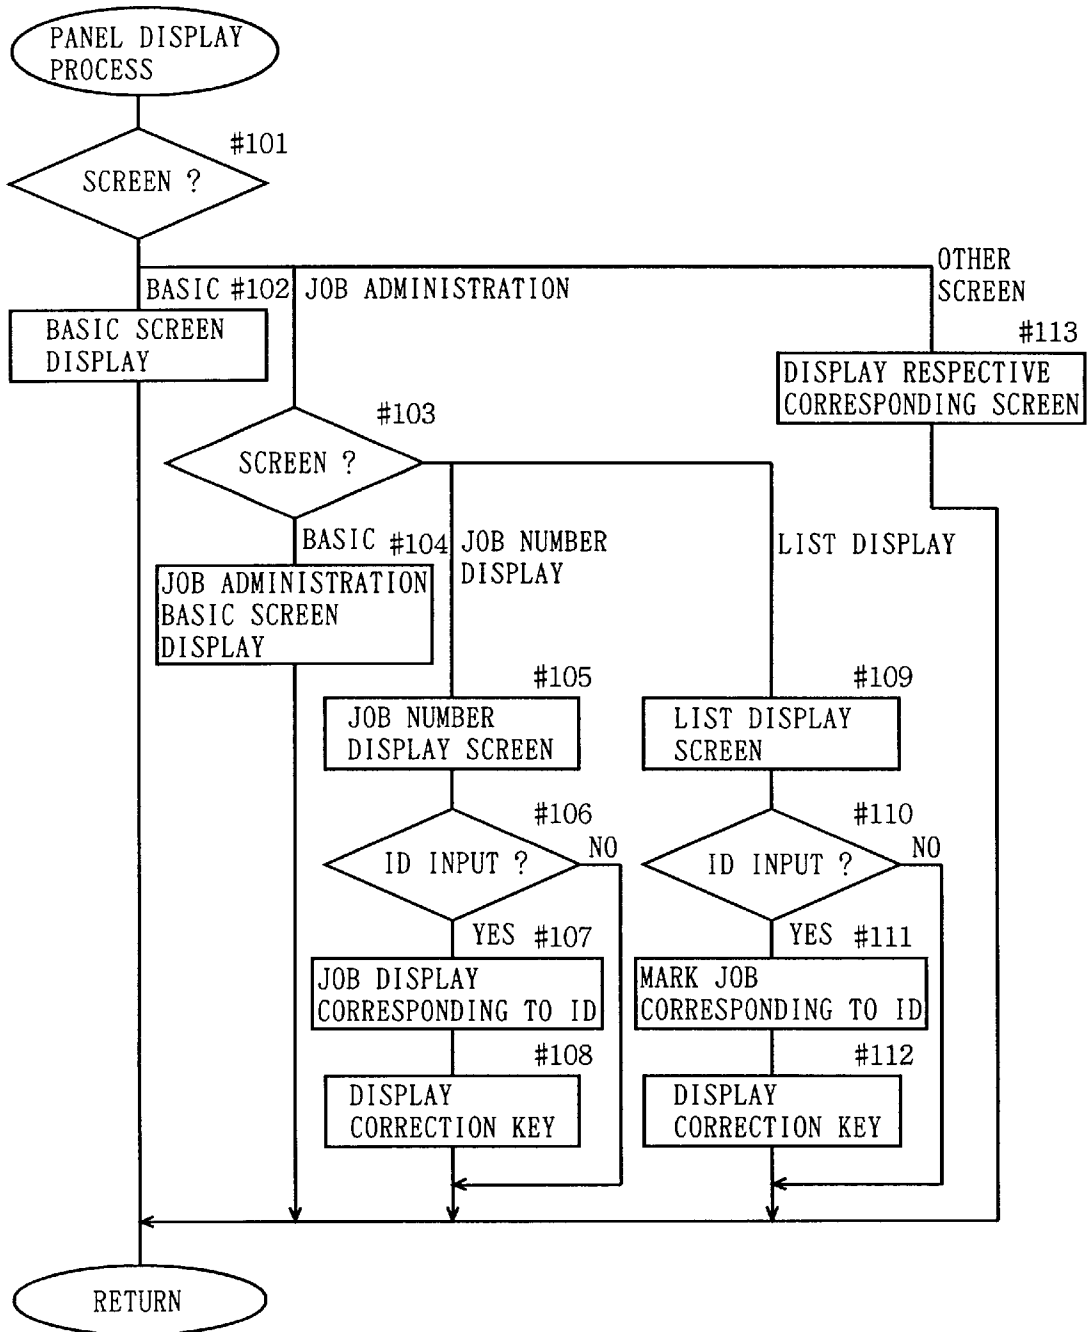 PANEL DISPLAY
PROCESS
#101
SCREEN ?
BASIC #102
JOB ADMINISTRATION
OTHER
SCREEN
BASIC SCREEN
DISPLAY
#113
DISPLAY RESPECTIVE
CORRESPONDING SCREEN
#103
SCREEN ?
BASIC #104
JOB NUMBER
DISPLAY
LIST DISPLAY
JOB ADMINISTRATION
BASIC SCREEN
DISPLAY
#105
JOB NUMBER
DISPLAY SCREEN
#109
LIST DISPLAY
SCREEN
#106
ID INPUT ?
NO
#110
ID INPUT ?
NO
YES #107
JOB DISPLAY
CORRESPONDING TO ID
YES #111
MARK JOB
CORRESPONDING TO ID
#108
DISPLAY
CORRECTION KEY
#112
DISPLAY
CORRECTION KEY
RETURN